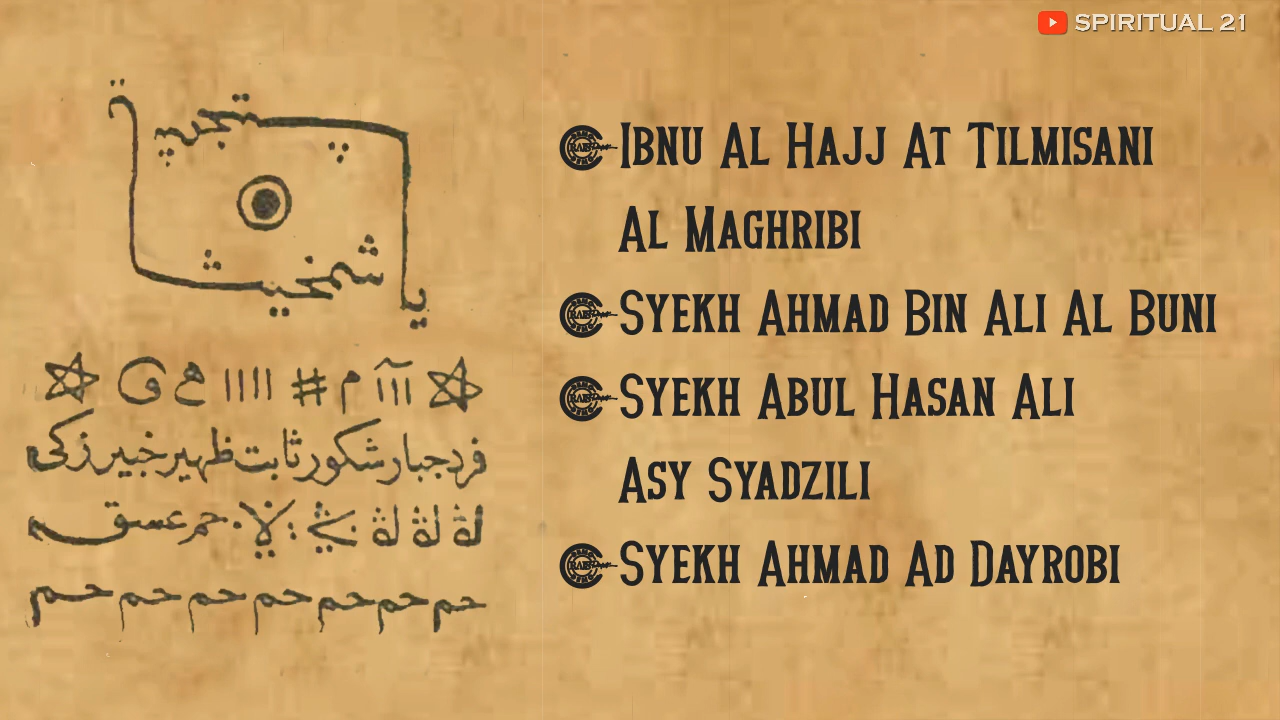 SPIRITUAL 21
IBNU AL HAJJ AT TILMISANI
AL MAGHRIBI
SYEKH AHMAD BIN ALI AL BUNI
SYEKH ABUL HASAN ALI
ASY SYADZILI
SYEKH AHMAD AD DAYROBI
# م
فرد جبار شكور ثابت ظهير خبير زكى
حمعسق
حم حم حم حم حم حم حم